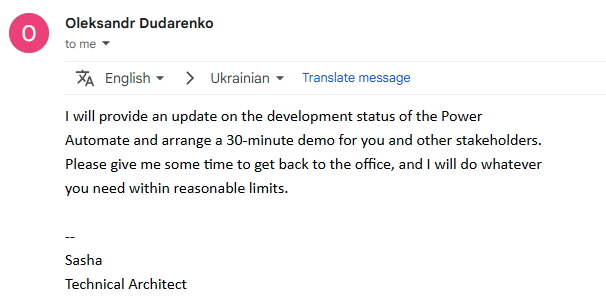 O
Oleksandr Dudarenko
to me
English
Ukrainian
Translate message
I will provide an update on the development status of the Power
Automate and arrange a 30-minute demo for you and other stakeholders.
Please give me some time to get back to the office, and I will do whatever
you need within reasonable limits.
--
Sasha
Technical Architect